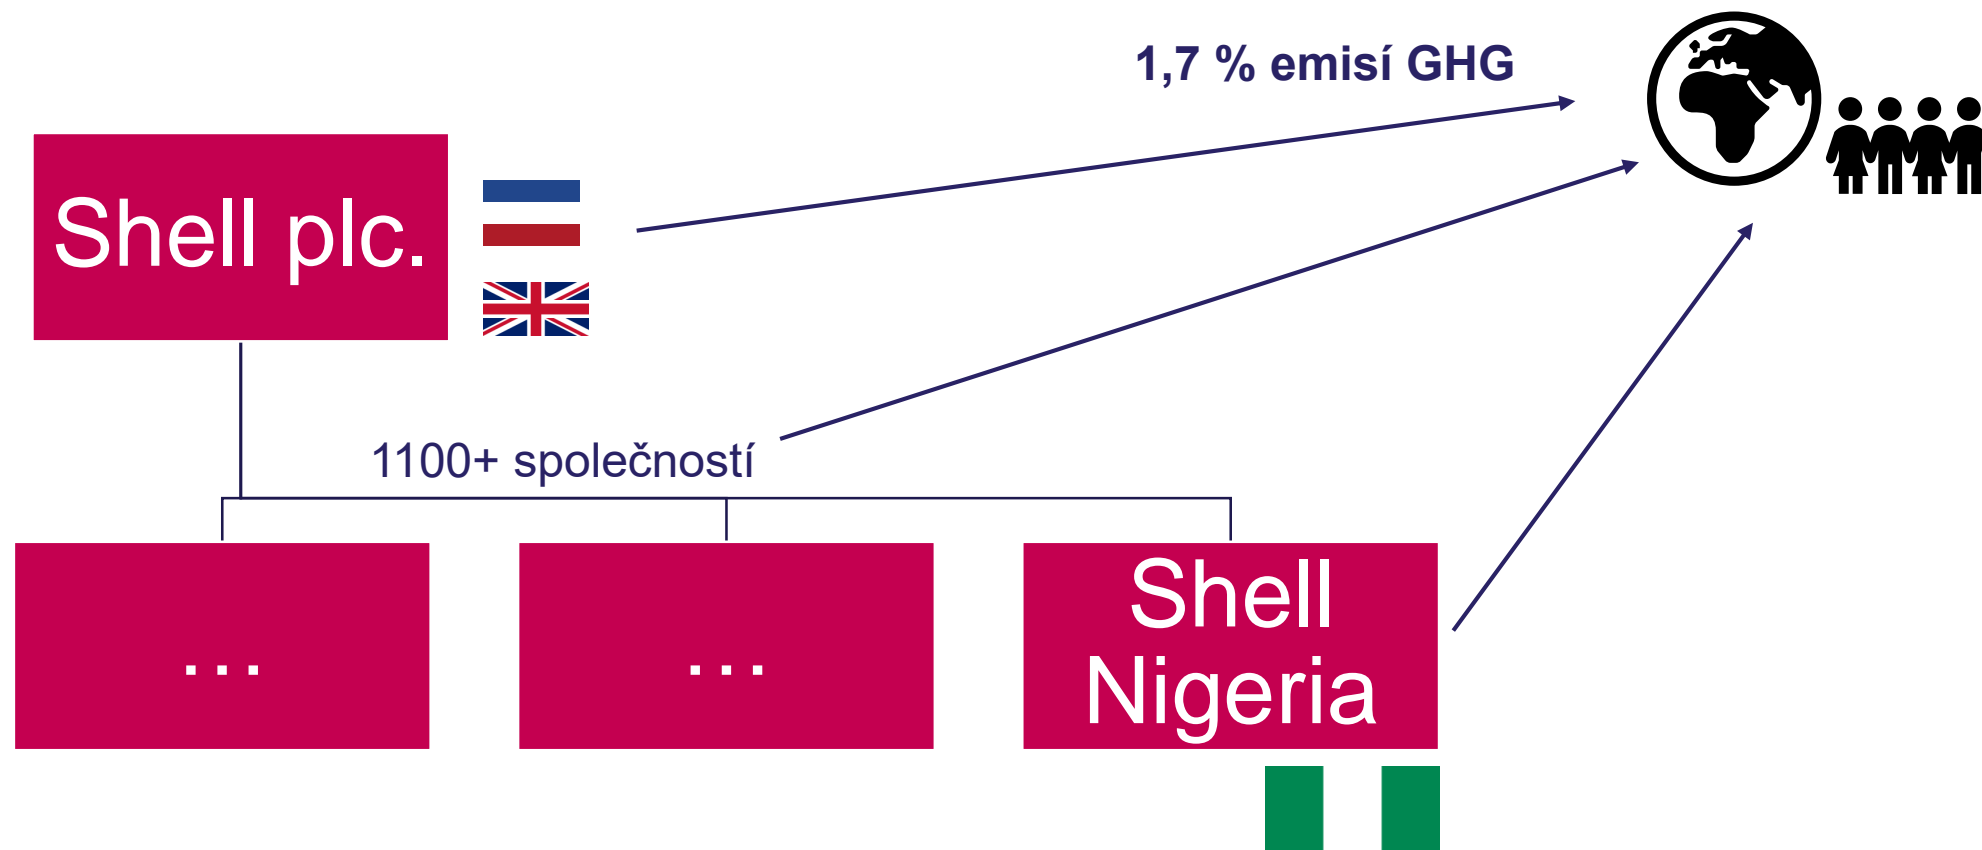 1,7 % emisí GHG
Shell plc.
1100+ společností
...
...
Shell
Nigeria